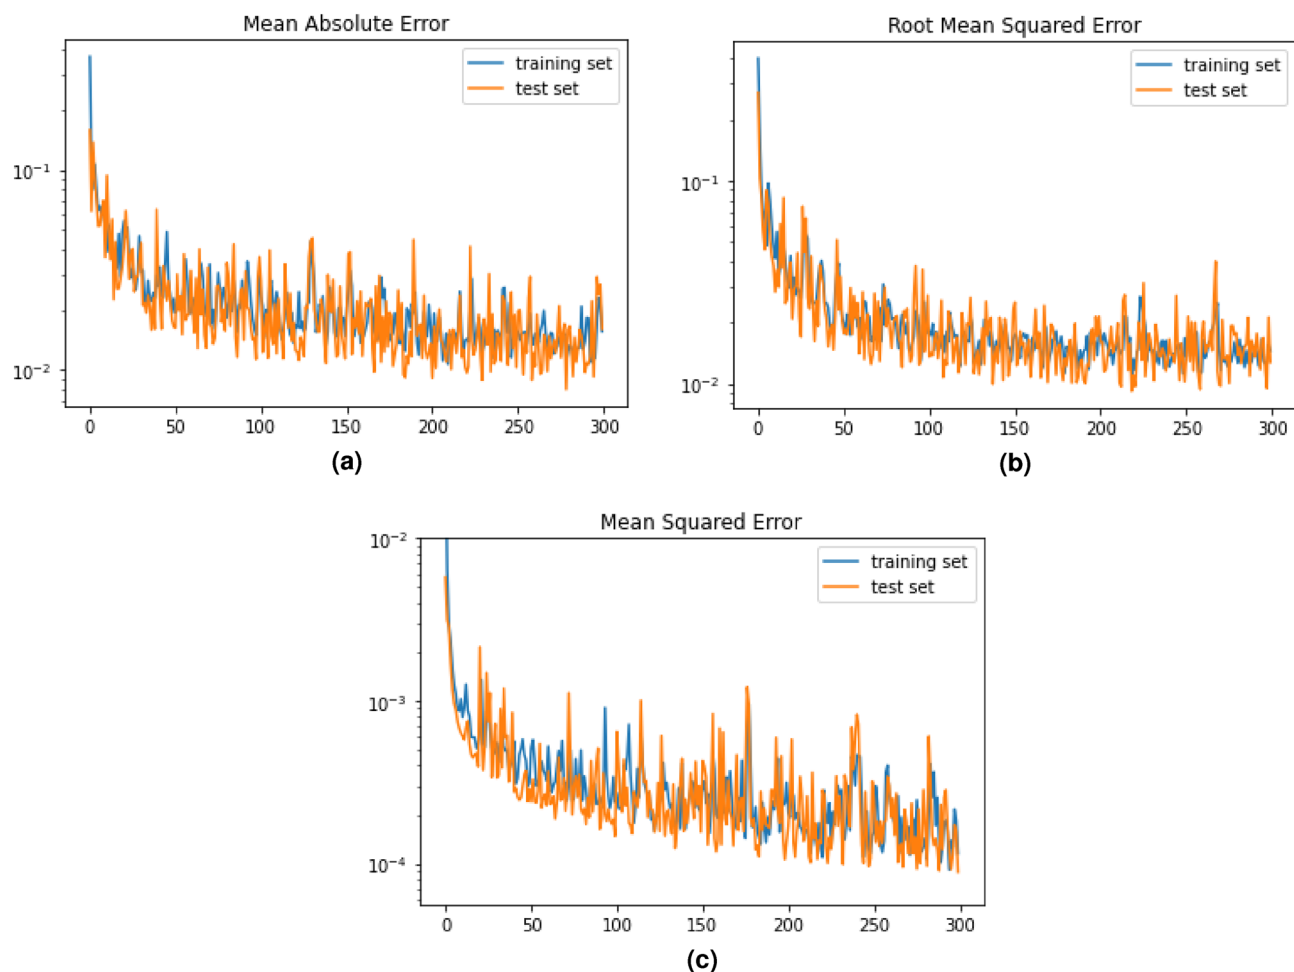 Mean Absolute Error
training set
test set
10⁻¹
10⁻²
0 50 100 150 200 250 300
(a)
Root Mean Squared Error
training set
test set
10⁻¹
10⁻²
0 50 100 150 200 250 300
(b)
Mean Squared Error
10⁻²
training set
test set
10⁻³
10⁻⁴
0 50 100 150 200 250 300
(c)